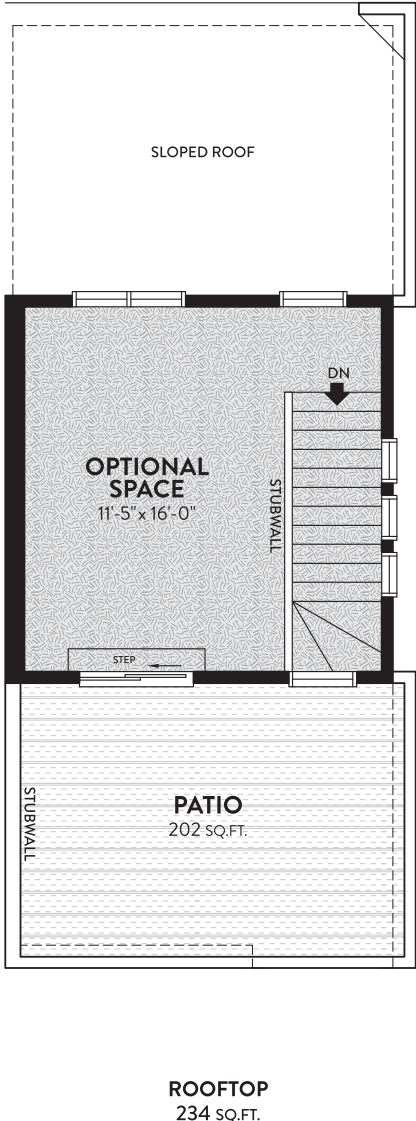 SLOPED ROOF
DN
OPTIONAL
SPACE
11'-5" x 16'-0"
STUBWALL
STEP
PATIO
202 SQ.FT.
STUBWALL
ROOFTOP
234 SQ.FT.